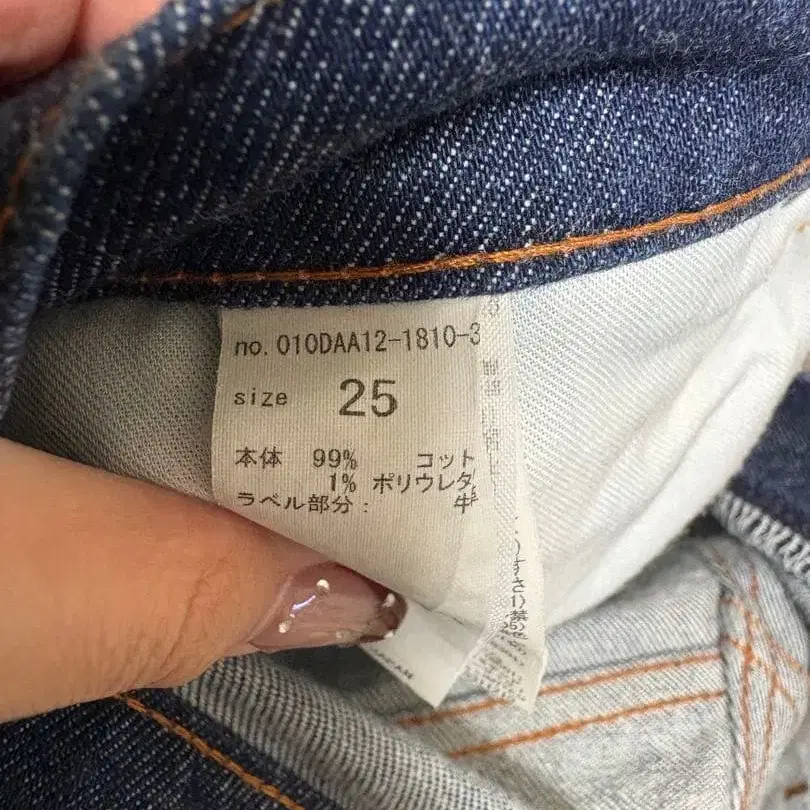 no. 010DAA12-1810-3
size 25
本体 99% コット
1% ポリウレタ
ラベル部分: 牛